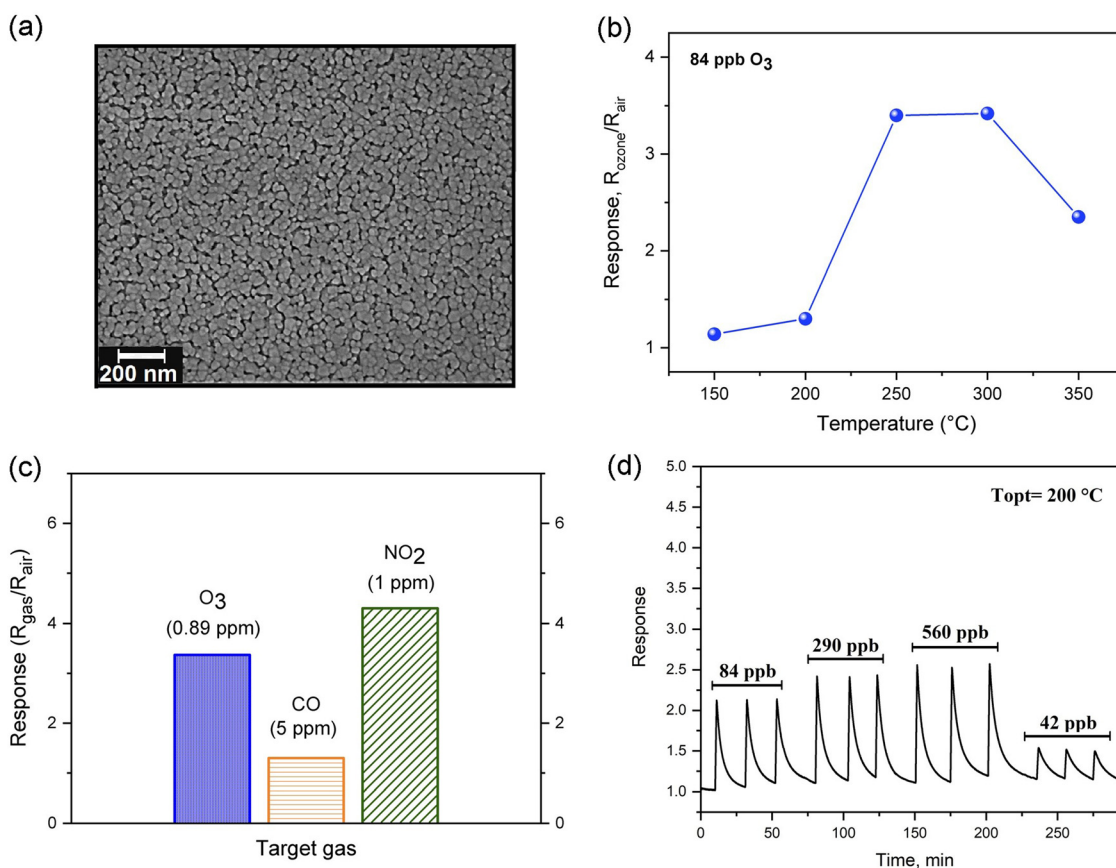 (a)
200 nm
(b)
84 ppb O3
Response, Rozone/Rair
4
3
2
1
150 200 250 300 350
Temperature (°C)
(c)
Response (Rgas/Rair)
6
4
2
0
O3
(0.89 ppm)
CO
(5 ppm)
NO2
(1 ppm)
6
4
2
0
Target gas
(d)
Topt= 200 °C
Response
5.0
4.5
4.0
3.5
3.0
2.5
2.0
1.5
1.0
84 ppb
290 ppb
560 ppb
42 ppb
0 50 100 150 200 250
Time, min